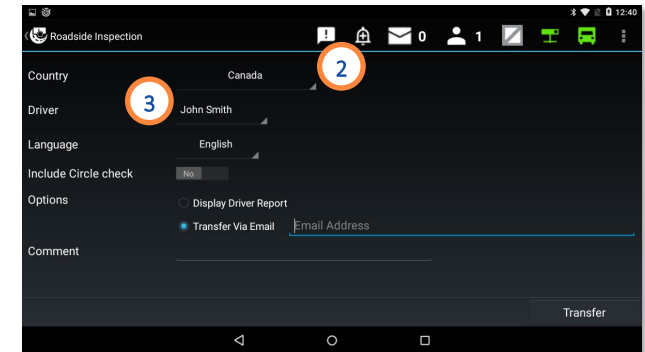 12:40
Roadside Inspection
0
1
2
Country
Canada
3
Driver
John Smith
Language
English
Include Circle check
No
Options
Display Driver Report
Transfer Via Email
Email Address
Comment
Transfer